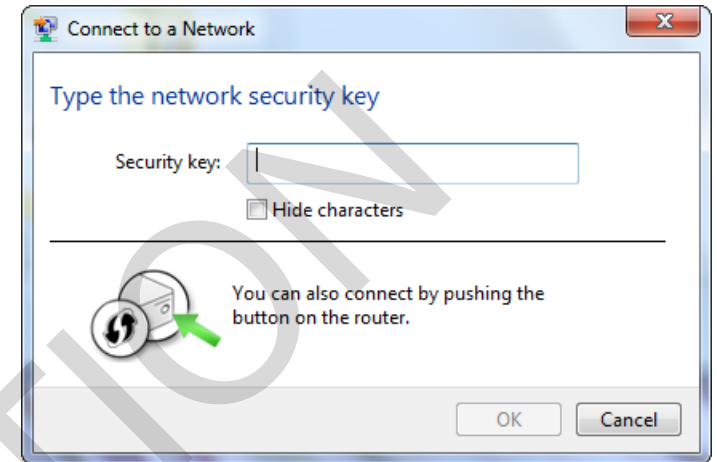 Connect to a Network
Type the network security key
Security key:
Hide characters
You can also connect by pushing the
button on the router.
OK
Cancel
TION